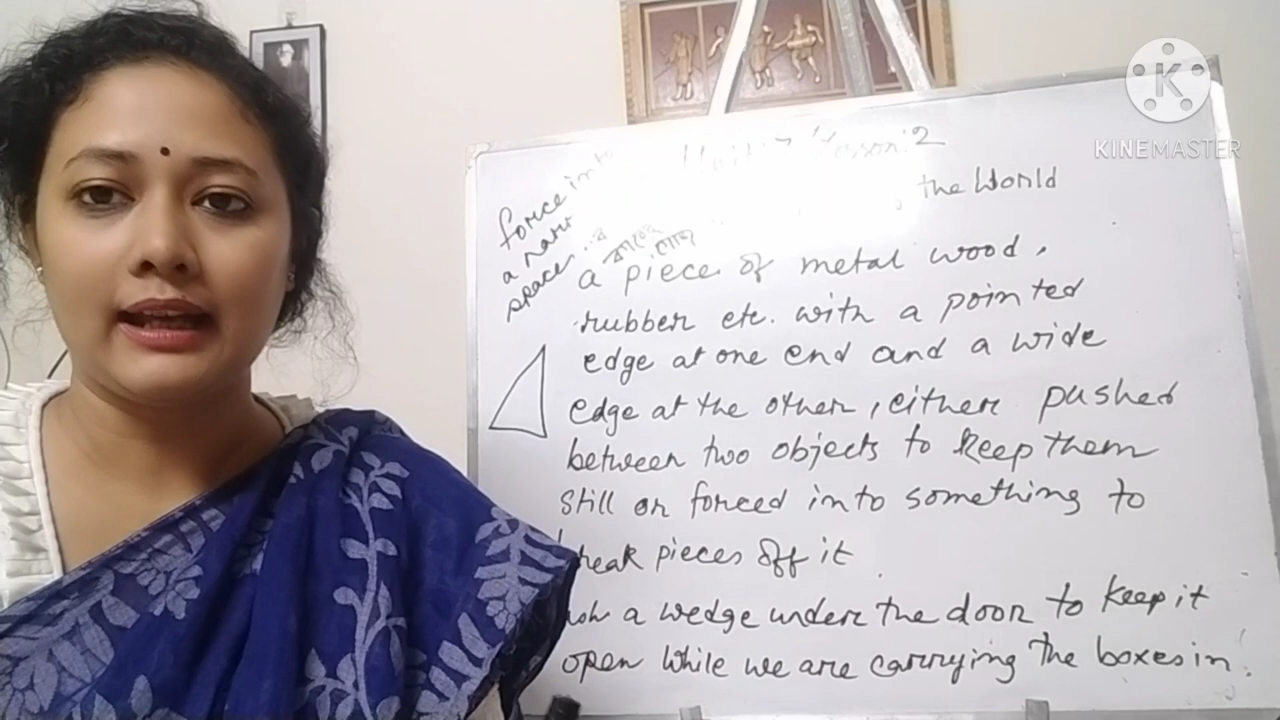 Lesson: 2
the World
force into
a narr
space.
a piece of metal wood,
rubber etc. with a pointed
edge at one end and a wide
edge at the other, either pushed
between two objects to keep them
still or forced into something to
break pieces off it
a wedge under the door to keep it
open while we are carrying the boxes in.
KINEMASTER